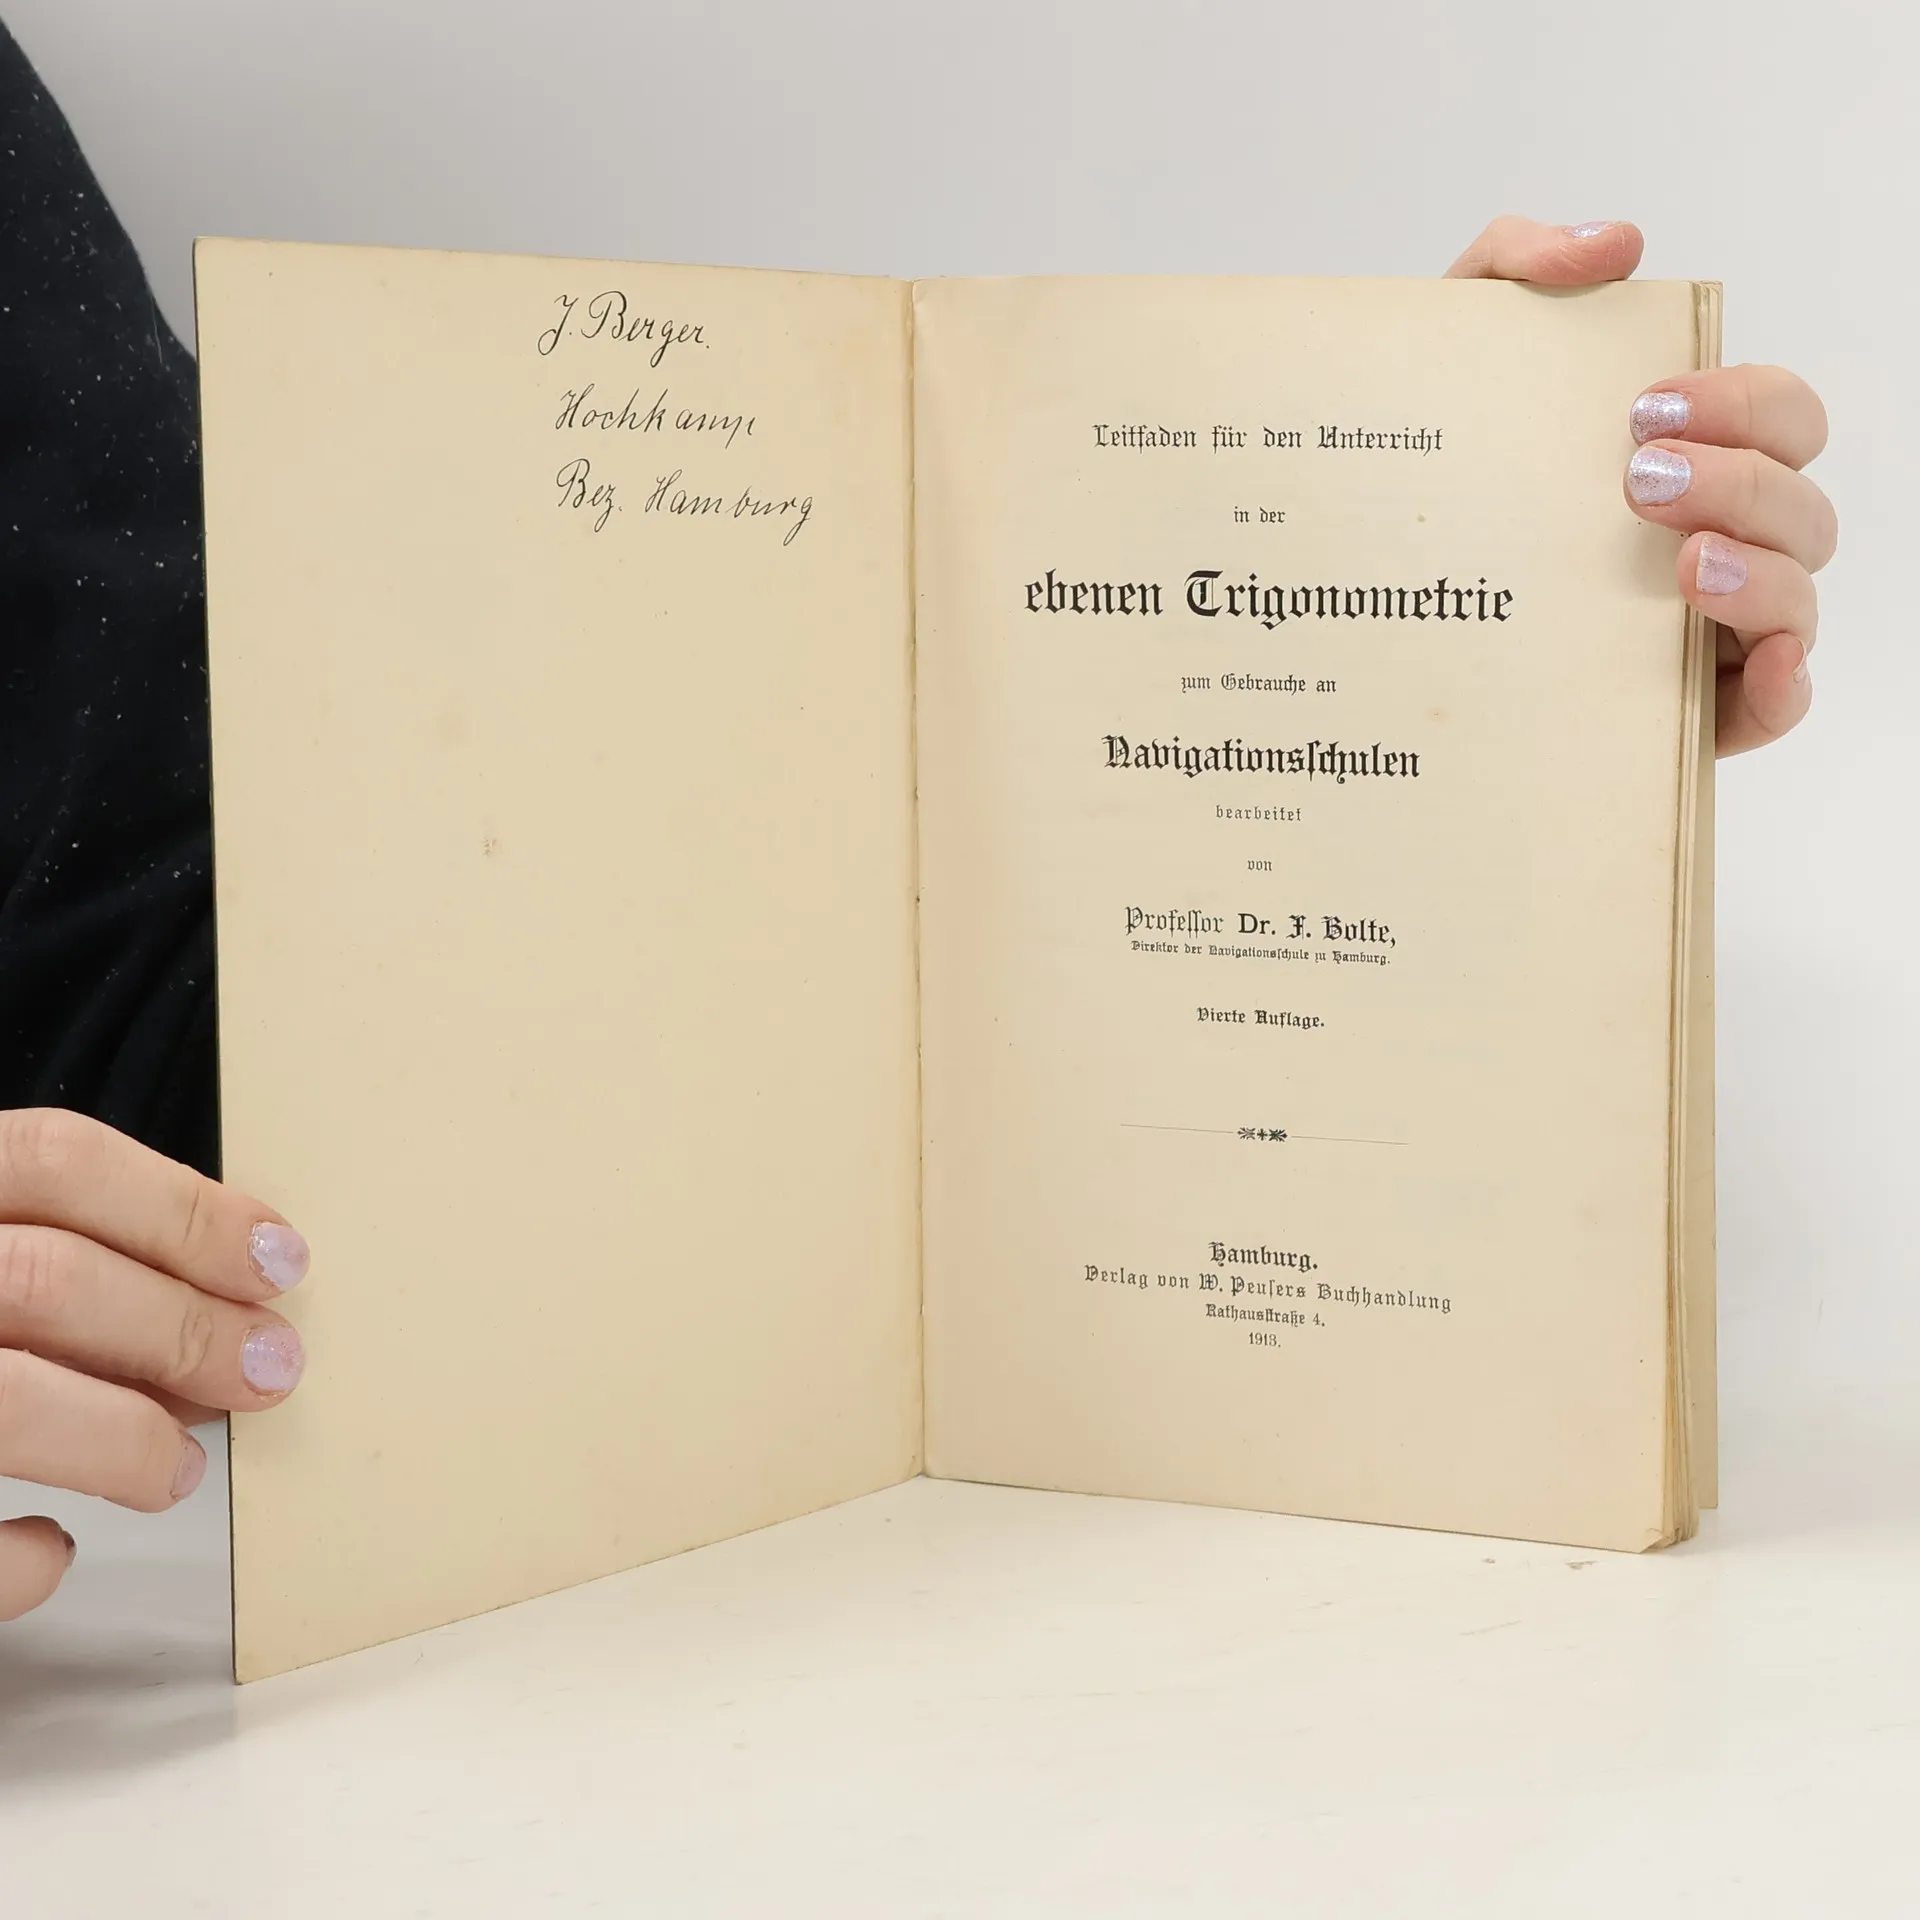 J. Berger.
Hochkamp
Bez. Hamburg
Leitfaden für den Unterricht
in der
ebenen Trigonometrie
zum Gebrauche an
Navigationsſchulen
bearbeitet
von
Profeſſor Dr. F. Bolte,
Direktor der Navigationsſchule zu Hamburg.
Vierte Auflage.
Hamburg.
Verlag von W. Peuſers Buchhandlung
Rathausſtraße 4.
1913.